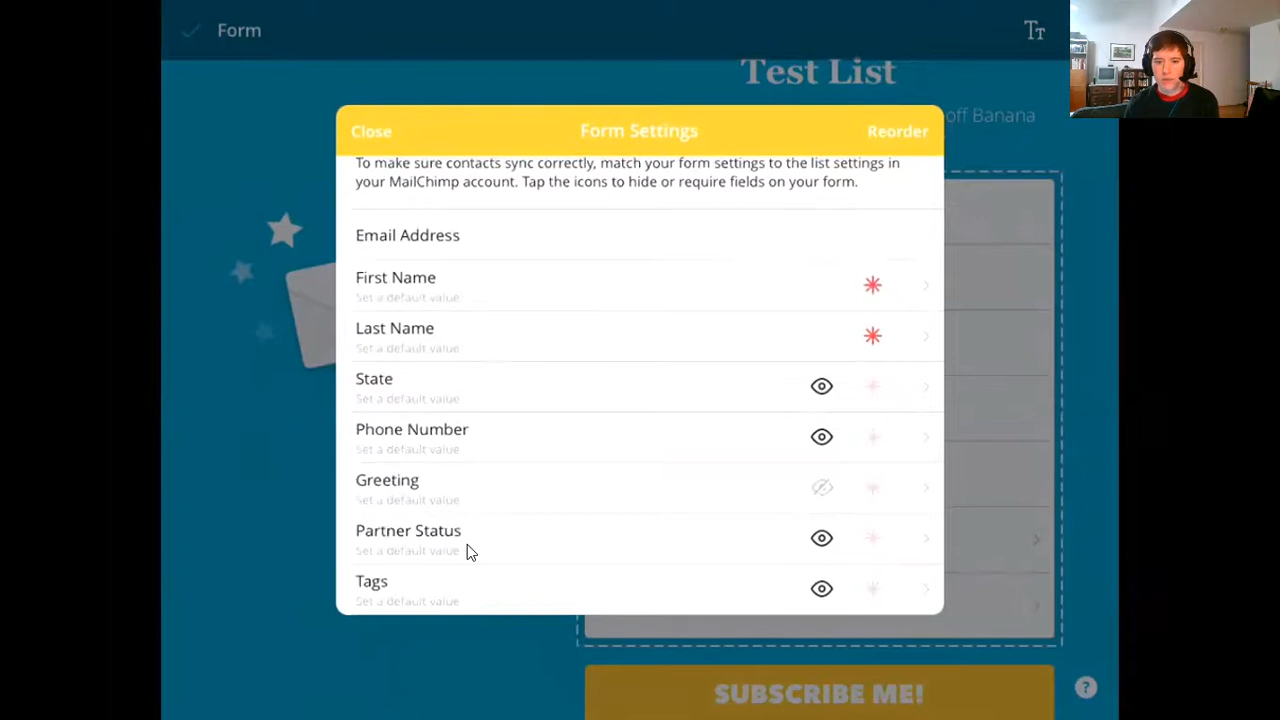 Form
TT
Test List
off Banana
Close
Form Settings
Reorder
To make sure contacts sync correctly, match your form settings to the list settings in
your MailChimp account. Tap the icons to hide or require fields on your form.
Email Address
First Name
Set a default value
Last Name
Set a default value
State
Set a default value
Phone Number
Set a default value
Greeting
Set a default value
Partner Status
Set a default value
Tags
Set a default value
SUBSCRIBE ME!
?